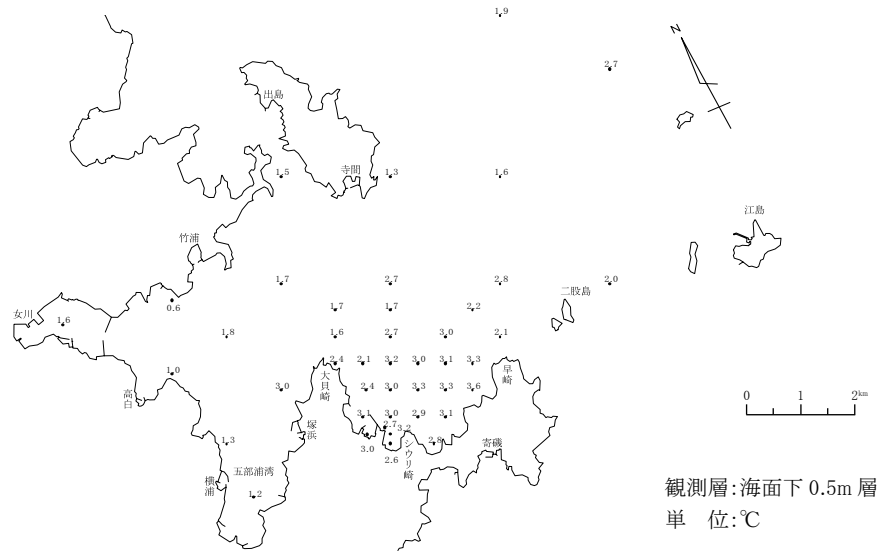 1.9
2.7
N
出島
寺間
1.5
1.3
1.6
江島
竹浦
1.7
2.7
2.8
2.0
二股島
0.6
1.7
1.7
2.2
女川
1.6
1.8
1.6
2.7
3.0
2.1
2.4
2.1
3.2
3.0
3.1
3.3
早崎
1.0
大貝崎
高白
3.0
2.4
3.0
3.3
3.3
3.6
0 1 2km
3.1
3.0
2.9
3.1
塚浜
2.7
3.2
1.3
3.0
2.6
シウリ崎
2.8
寄磯
五部浦湾
横浦
1.2
観測層:海面下 0.5m 層
単 位:℃